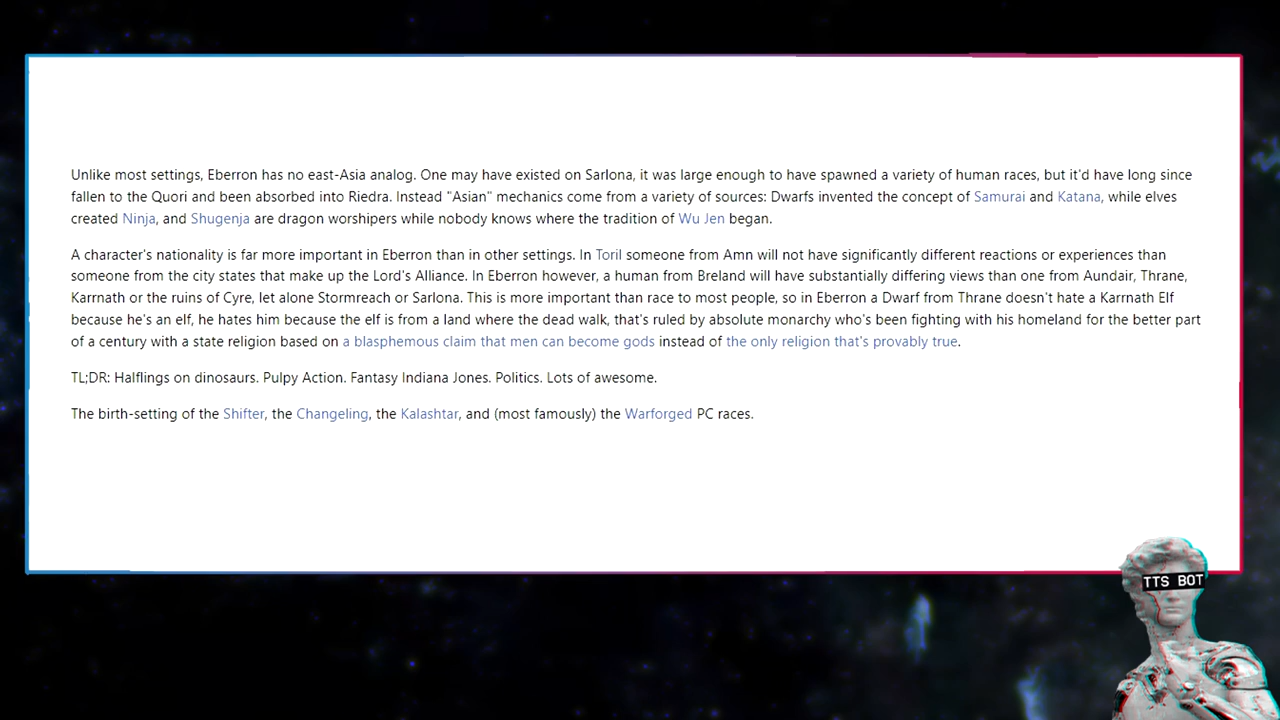 Unlike most settings, Eberron has no east-Asia analog. One may have existed on Sarlona, it was large enough to have spawned a variety of human races, but it'd have long since
fallen to the Quori and been absorbed into Riedra. Instead "Asian" mechanics come from a variety of sources: Dwarfs invented the concept of Samurai and Katana, while elves
created Ninja, and Shugenja are dragon worshipers while nobody knows where the tradition of Wu Jen began.
A character's nationality is far more important in Eberron than in other settings. In Toril someone from Amn will not have significantly different reactions or experiences than
someone from the city states that make up the Lord's Alliance. In Eberron however, a human from Breland will have substantially differing views than one from Aundair, Thrane,
Karrnath or the ruins of Cyre, let alone Stormreach or Sarlona. This is more important than race to most people, so in Eberron a Dwarf from Thrane doesn't hate a Karrnath Elf
because he's an elf, he hates him because the elf is from a land where the dead walk, that's ruled by absolute monarchy who's been fighting with his homeland for the better part
of a century with a state religion based on a blasphemous claim that men can become gods instead of the only religion that's provably true.
TL;DR: Halflings on dinosaurs. Pulpy Action. Fantasy Indiana Jones. Politics. Lots of awesome.
The birth-setting of the Shifter, the Changeling, the Kalashtar, and (most famously) the Warforged PC races.
TTS BOT